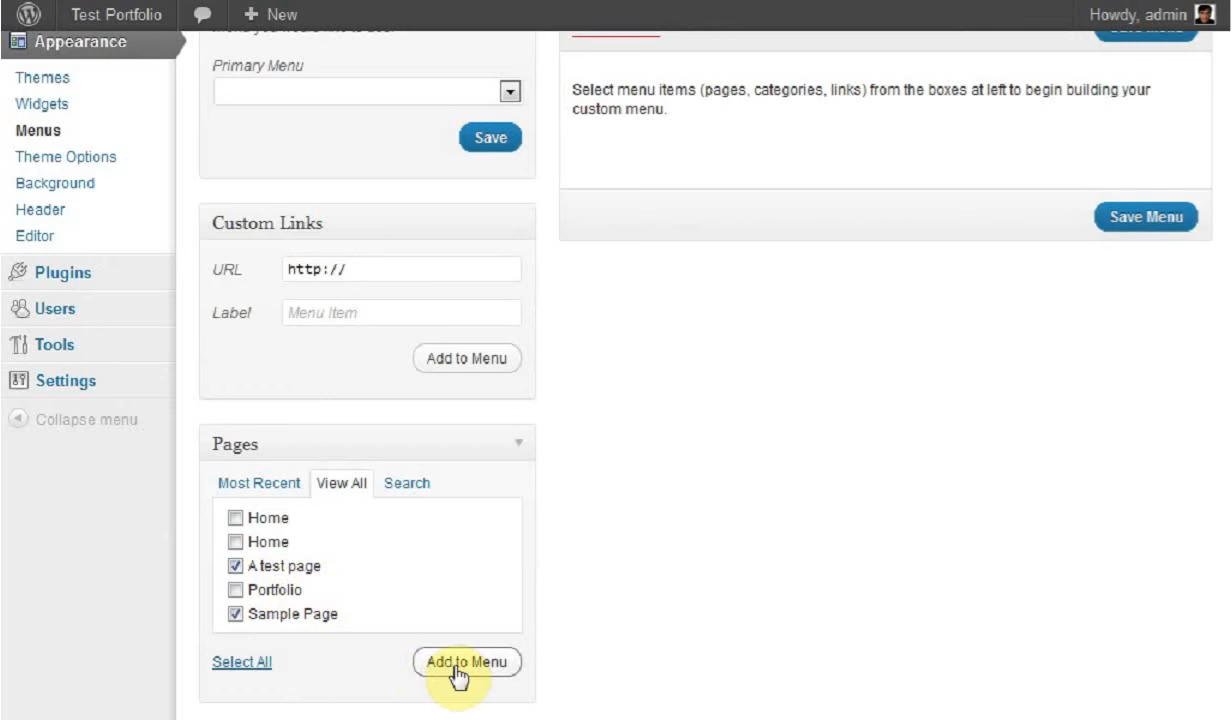 Test Portfolio
New
Howdy, admin
Appearance
Themes
Widgets
Menus
Theme Options
Background
Header
Editor
Plugins
Users
Tools
Settings
Collapse menu
Primary Menu
Save
Custom Links
URL http://
Label Menu Item
Add to Menu
Pages
Most Recent View All Search
Home
Home
A test page
Portfolio
Sample Page
Select All Add to Menu
Select menu items (pages, categories, links) from the boxes at left to begin building your
custom menu.
Save Menu